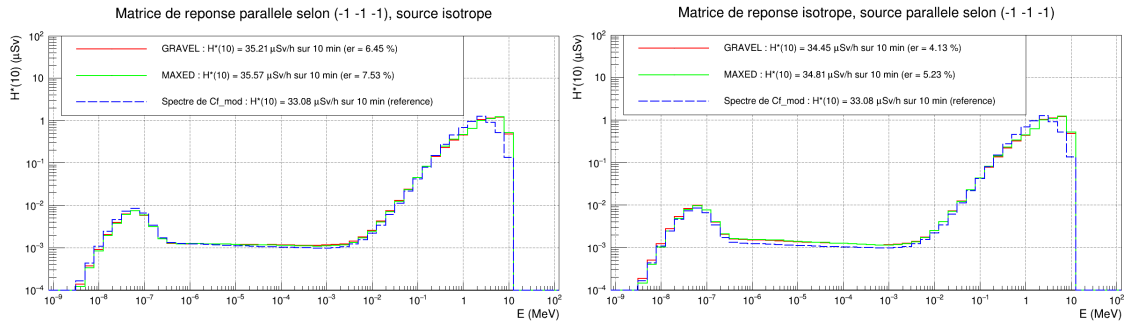 Matrice de reponse parallele selon (-1 -1 -1), source isotrope
H*(10) (μSv)
10²
10
1
10⁻¹
10⁻²
10⁻³
10⁻⁴
GRAVEL : H*(10) = 35.21 μSv/h sur 10 min (er = 6.45 %)
MAXED : H*(10) = 35.57 μSv/h sur 10 min (er = 7.53 %)
Spectre de Cf_mod : H*(10) = 33.08 μSv/h sur 10 min (reference)
10⁻⁹ 10⁻⁸ 10⁻⁷ 10⁻⁶ 10⁻⁵ 10⁻⁴ 10⁻³ 10⁻² 10⁻¹ 1 10 10²
E (MeV)
Matrice de reponse isotrope, source parallele selon (-1 -1 -1)
H*(10) (μSv)
10²
10
1
10⁻¹
10⁻²
10⁻³
10⁻⁴
GRAVEL : H*(10) = 34.45 μSv/h sur 10 min (er = 4.13 %)
MAXED : H*(10) = 34.81 μSv/h sur 10 min (er = 5.23 %)
Spectre de Cf_mod : H*(10) = 33.08 μSv/h sur 10 min (reference)
10⁻⁹ 10⁻⁸ 10⁻⁷ 10⁻⁶ 10⁻⁵ 10⁻⁴ 10⁻³ 10⁻² 10⁻¹ 1 10 10²
E (MeV)